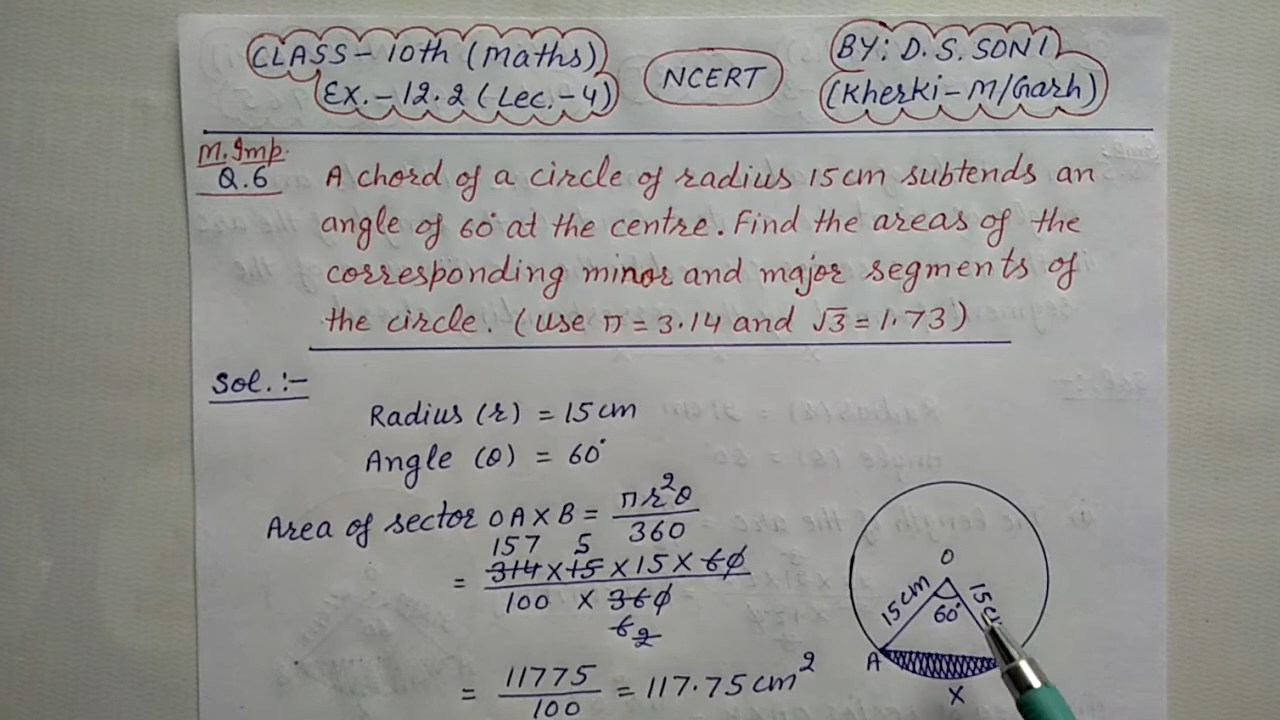 CLASS - 10th (Maths)
Ex. - 12.2 (Lec. - 4)
NCERT
BY: D. S. SONI
(Kherki - M/Garh)
M. Imp.
Q.6
A chord of a circle of radius 15 cm subtends an
angle of 60° at the centre. Find the areas of the
corresponding minor and major segments of
the circle. (use π = 3.14 and √3 = 1.73)
Sol. :-
Radius (r) = 15 cm
Angle (θ) = 60°
Area of sector OAXB = πr²θ
360
157 5
= 314 × 15 × 15 × 60
100 × 360
6 2
= 11775 = 117.75 cm²
100
O
15 cm
60°
A
X